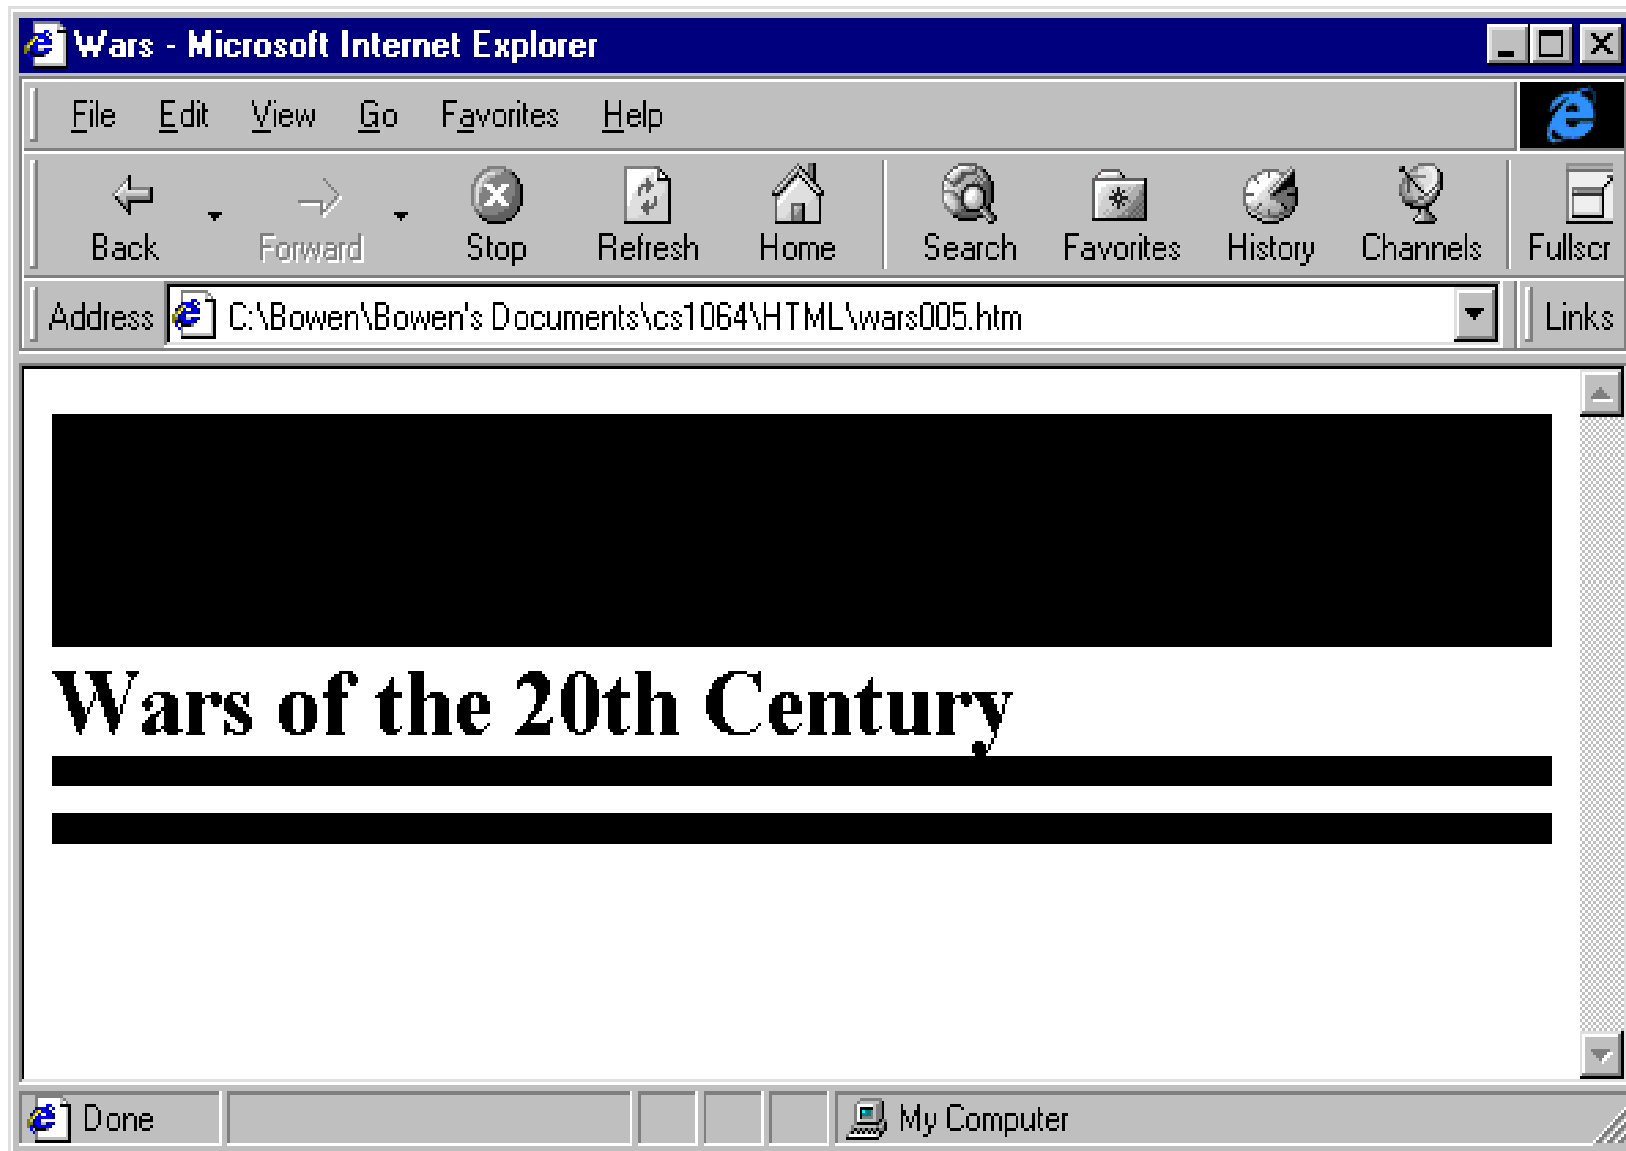 Wars - Microsoft Internet Explorer
File Edit View Go Favorites Help
Back Forward Stop Refresh Home Search Favorites History Channels Fullscr
Address C:\Bowen\Bowen's Documents\cs1064\HTML\wars005.htm Links
Wars of the 20th Century
Done My Computer